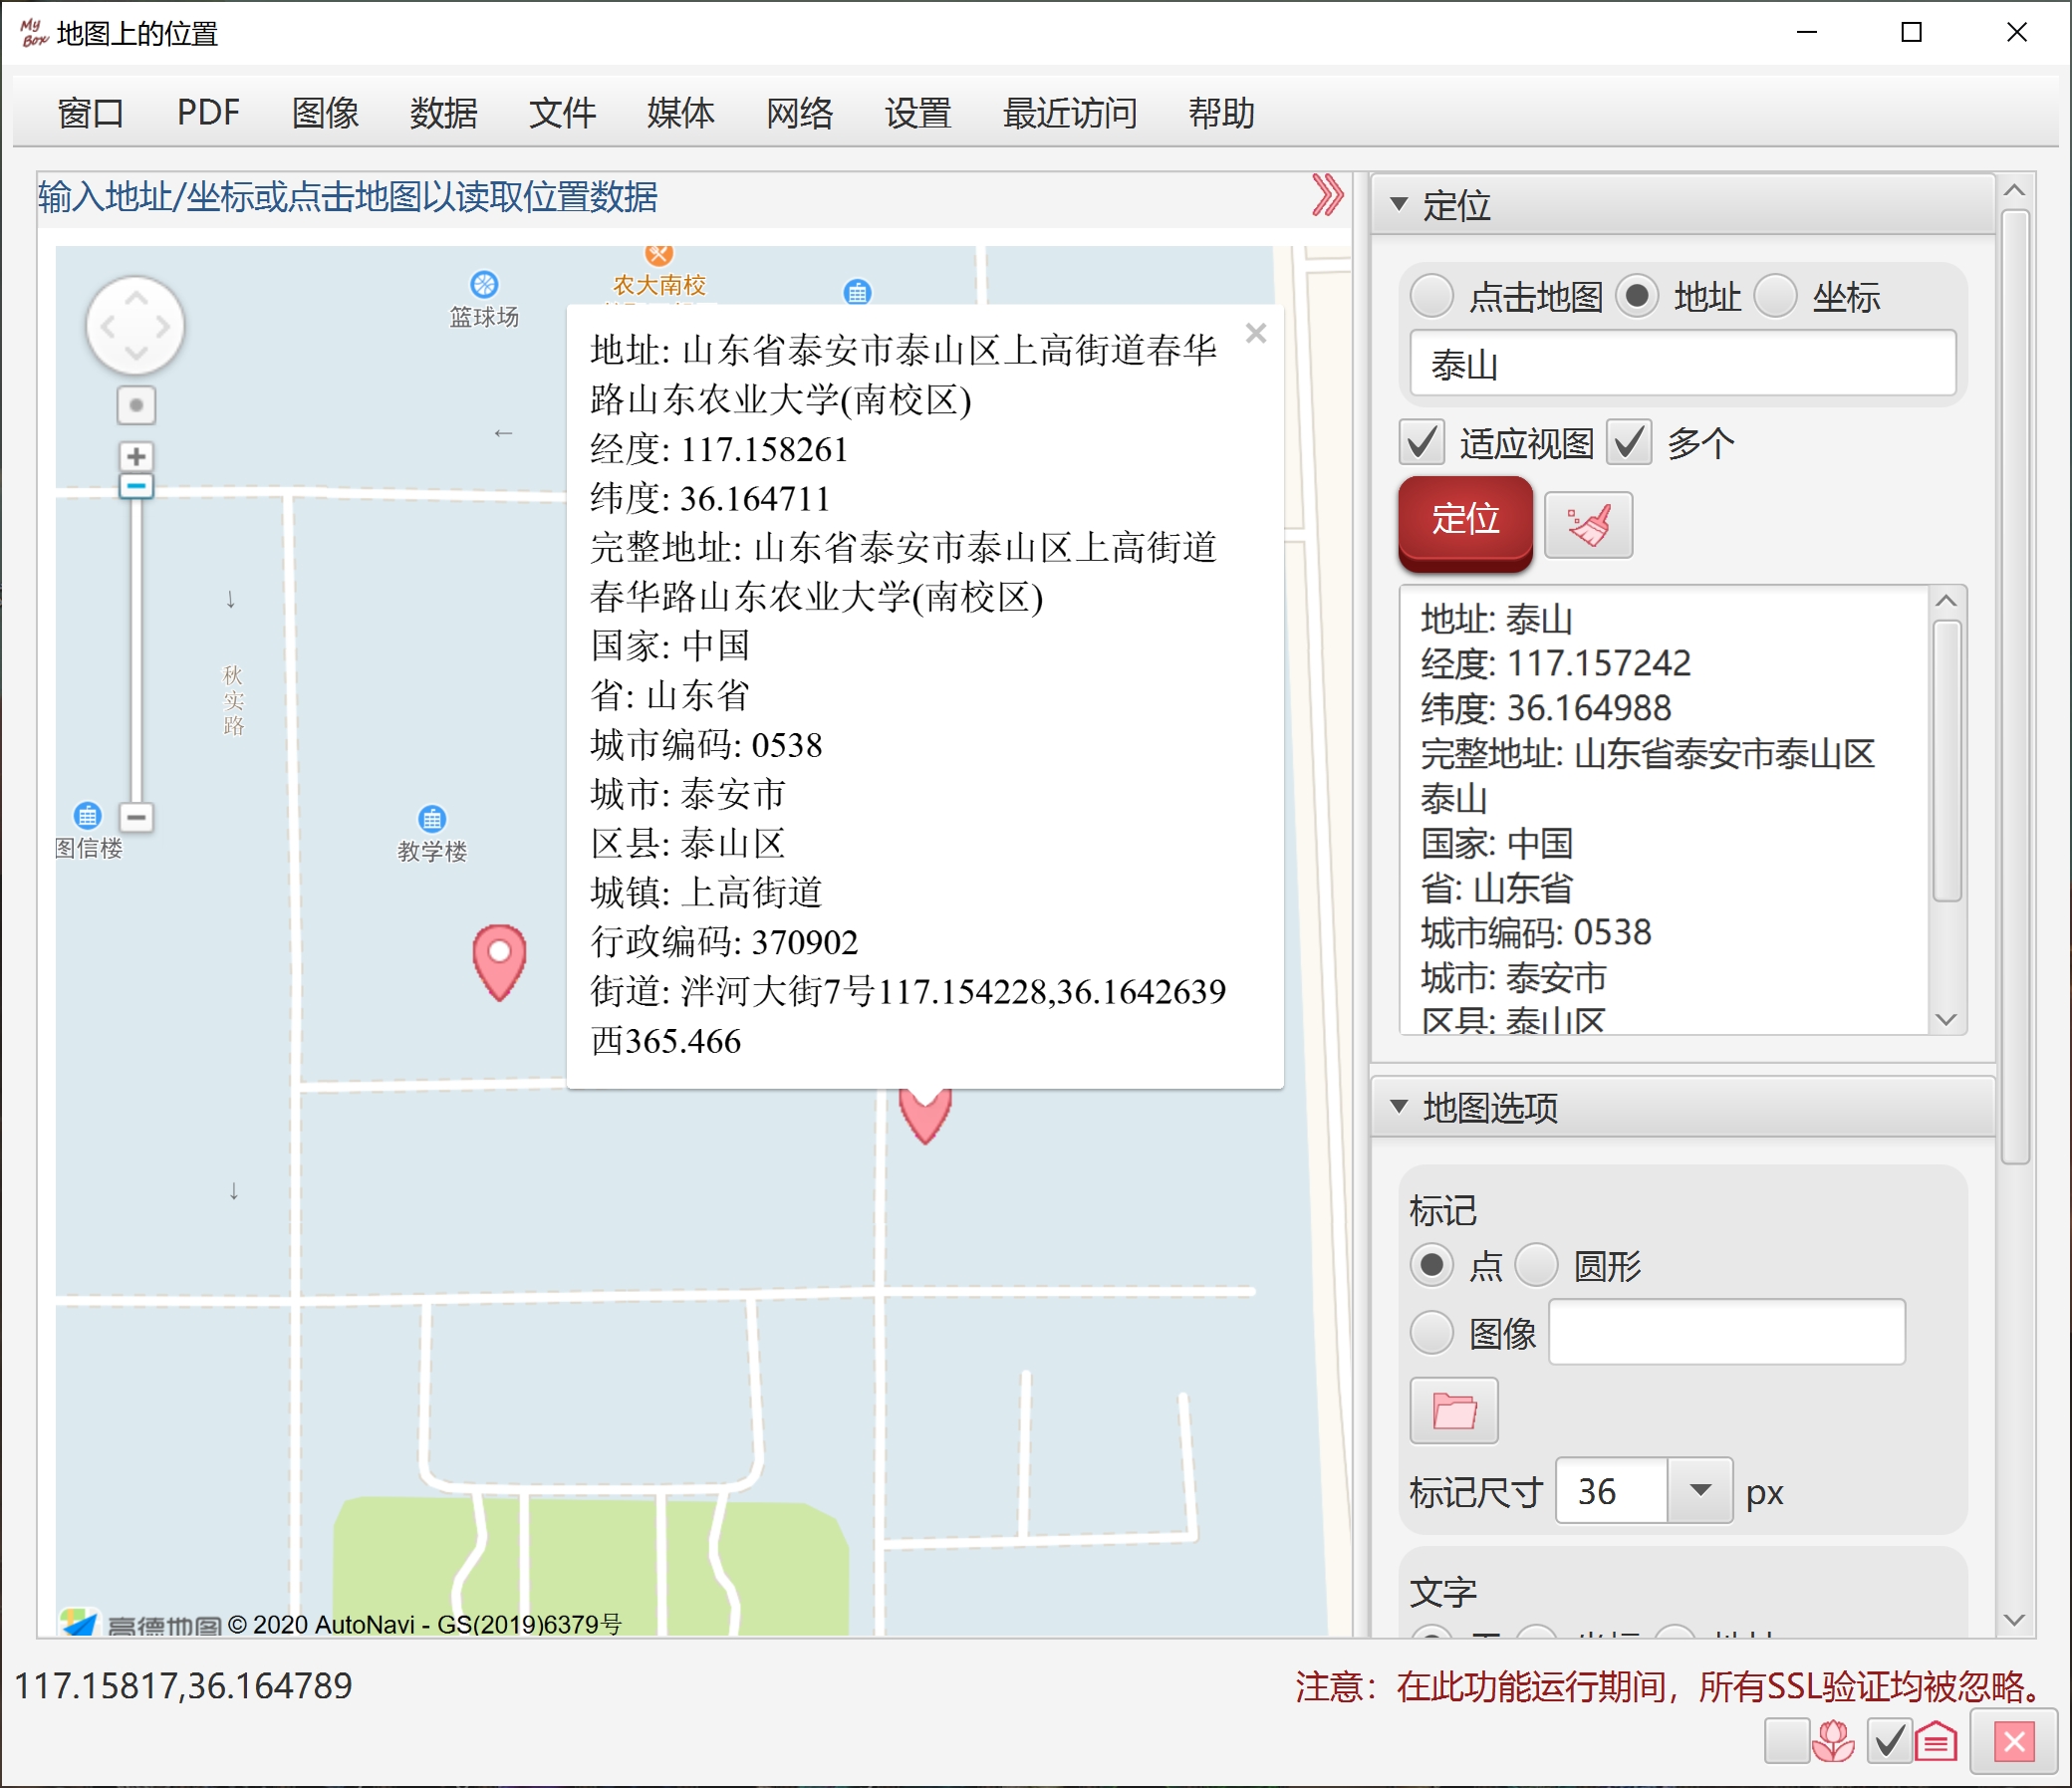 My Box 地图上的位置
窗口 PDF 图像 数据 文件 媒体 网络 设置 最近访问 帮助
输入地址/坐标或点击地图以读取位置数据
篮球场
农大南校
地址: 山东省泰安市泰山区上高街道春华
路山东农业大学(南校区)
经度: 117.158261
纬度: 36.164711
完整地址: 山东省泰安市泰山区上高街道
春华路山东农业大学(南校区)
国家: 中国
省: 山东省
城市编码: 0538
城市: 泰安市
区县: 泰山区
城镇: 上高街道
行政编码: 370902
街道: 泮河大街7号117.154228,36.1642639
西365.466
秋实路
图信楼
教学楼
高德地图 © 2020 AutoNavi - GS(2019)6379号
定位
点击地图 地址 坐标
泰山
适应视图 多个
定位
地址: 泰山
经度: 117.157242
纬度: 36.164988
完整地址: 山东省泰安市泰山区
泰山
国家: 中国
省: 山东省
城市编码: 0538
城市: 泰安市
区县: 泰山区
地图选项
标记
点 圆形
图像
标记尺寸 36 px
文字
117.15817,36.164789
注意：在此功能运行期间，所有SSL验证均被忽略。